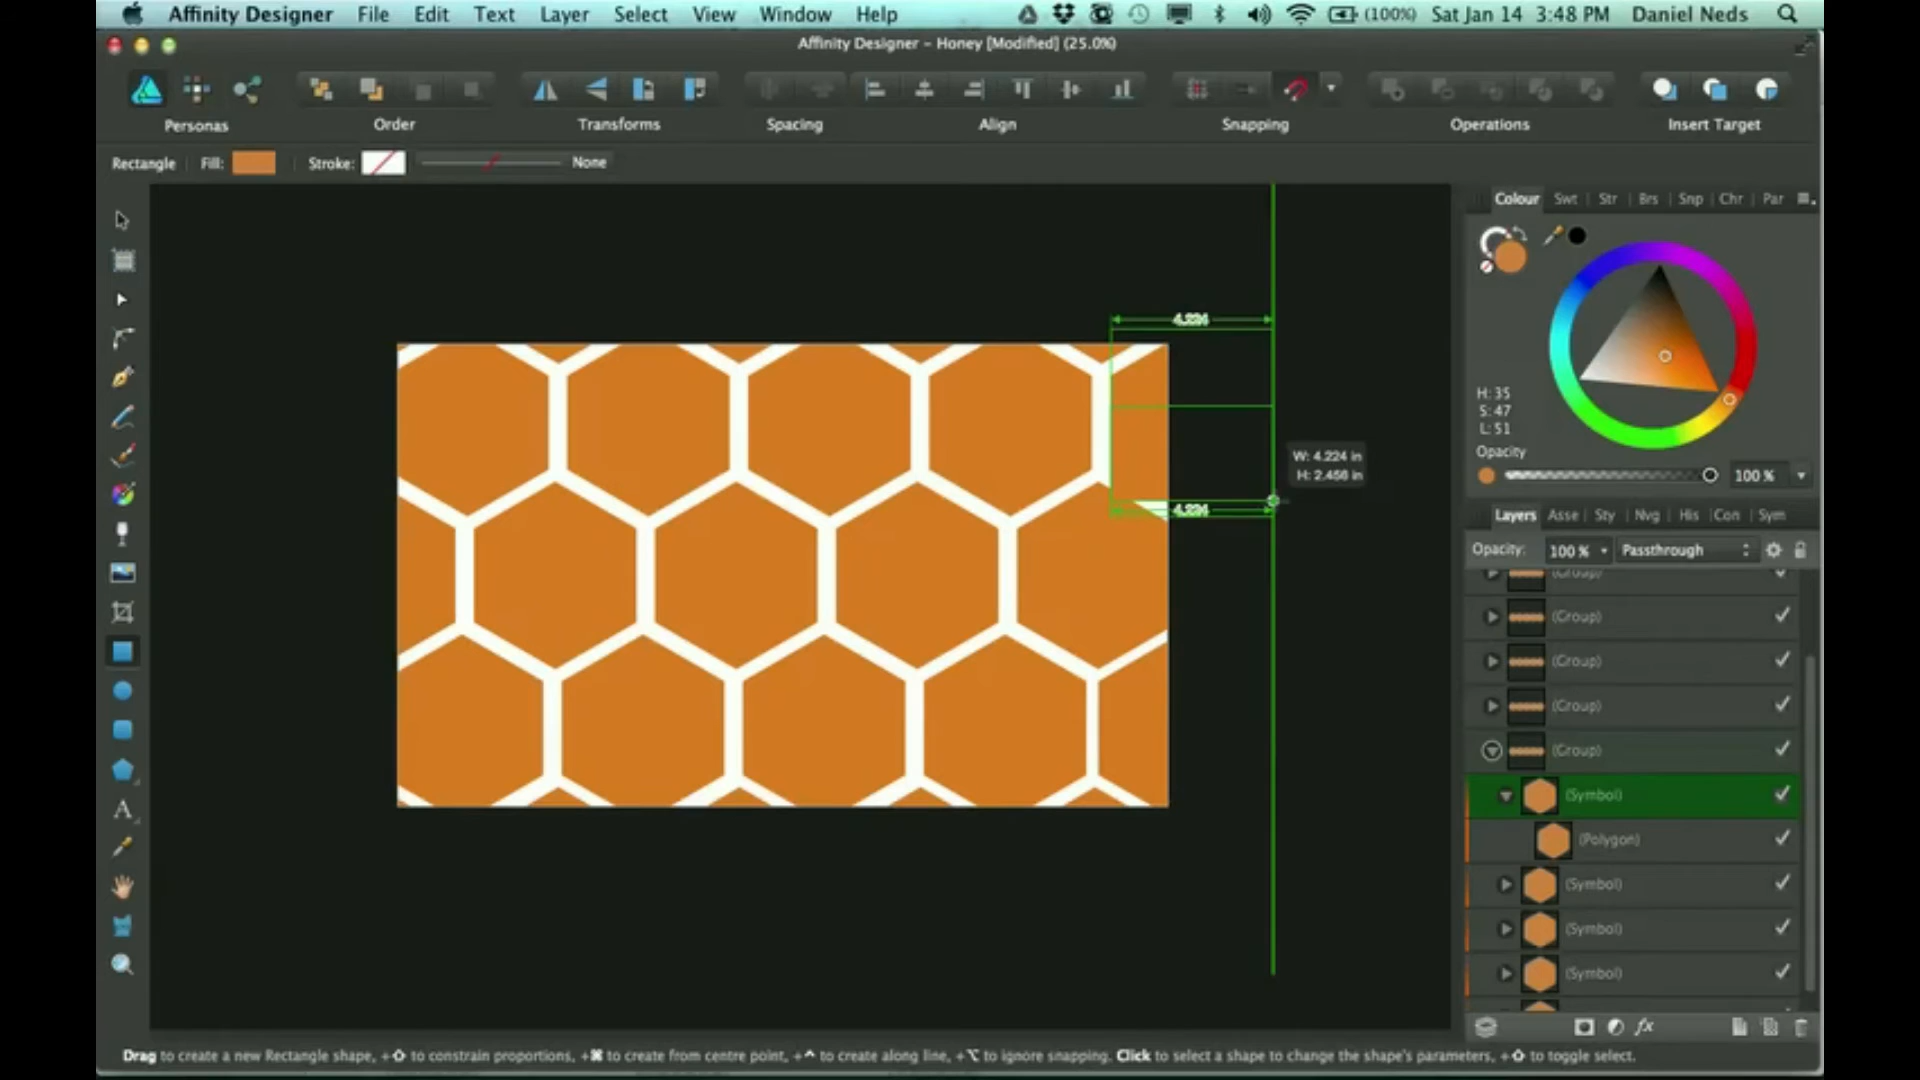 Affinity Designer File Edit Text Layer Select View Window Help (100%) Sat Jan 14 3:48 PM Daniel Neds
Affinity Designer – Honey [Modified] (25.0%)
Personas Order Transforms Spacing Align Snapping Operations Insert Target
Rectangle Fill: Stroke: None
Colour Swt Str Brs Snp Chr Par
H: 35
S: 47
L: 51
Opacity
100 %
4.224
W: 4.224 in
H: 2.456 in
4.224
Layers Asse Sty Nvg His Con Sym
Opacity: 100 % Passthrough
(Group)
(Group)
(Group)
(Group)
(Group)
(Symbol)
(Polygon)
(Symbol)
(Symbol)
(Symbol)
fx
Drag to create a new Rectangle shape, +⇧ to constrain proportions, +⌘ to create from centre point, +^ to create along line, +⌥ to ignore snapping. Click to select a shape to change the shape's parameters, +⇧ to toggle select.